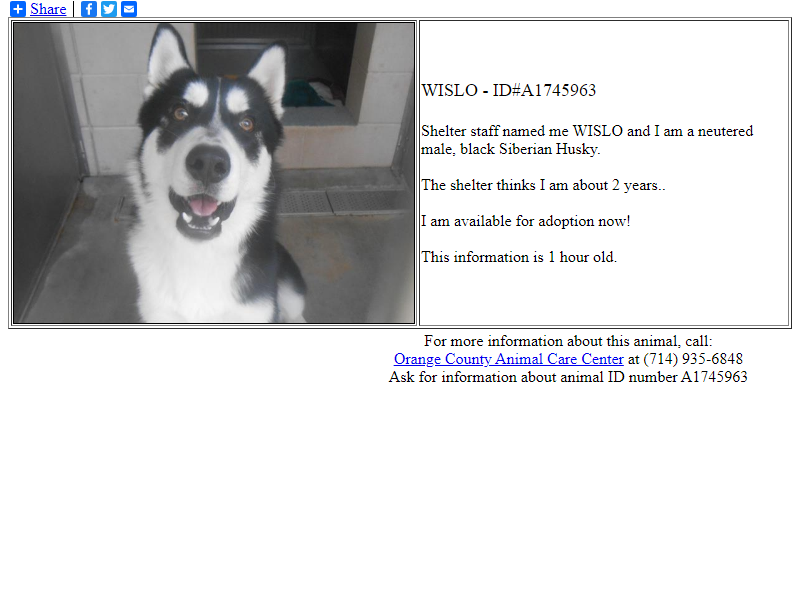 Share
WISLO - ID#A1745963
Shelter staff named me WISLO and I am a neutered
male, black Siberian Husky.
The shelter thinks I am about 2 years..
I am available for adoption now!
This information is 1 hour old.
For more information about this animal, call:
Orange County Animal Care Center at (714) 935-6848
Ask for information about animal ID number A1745963